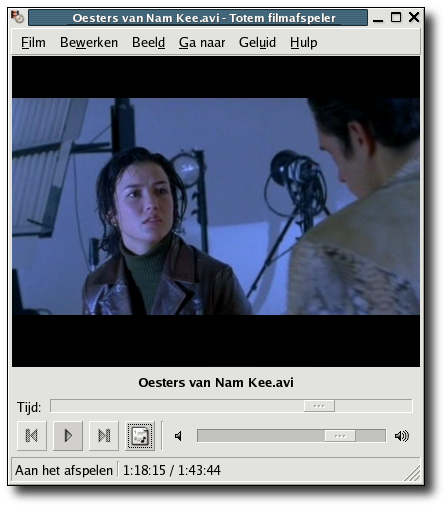 Oesters van Nam Kee.avi - Totem filmafspeler
Film Bewerken Beeld Ga naar Geluid Hulp
Oesters van Nam Kee.avi
Tijd:
Aan het afspelen 1:18:15 / 1:43:44